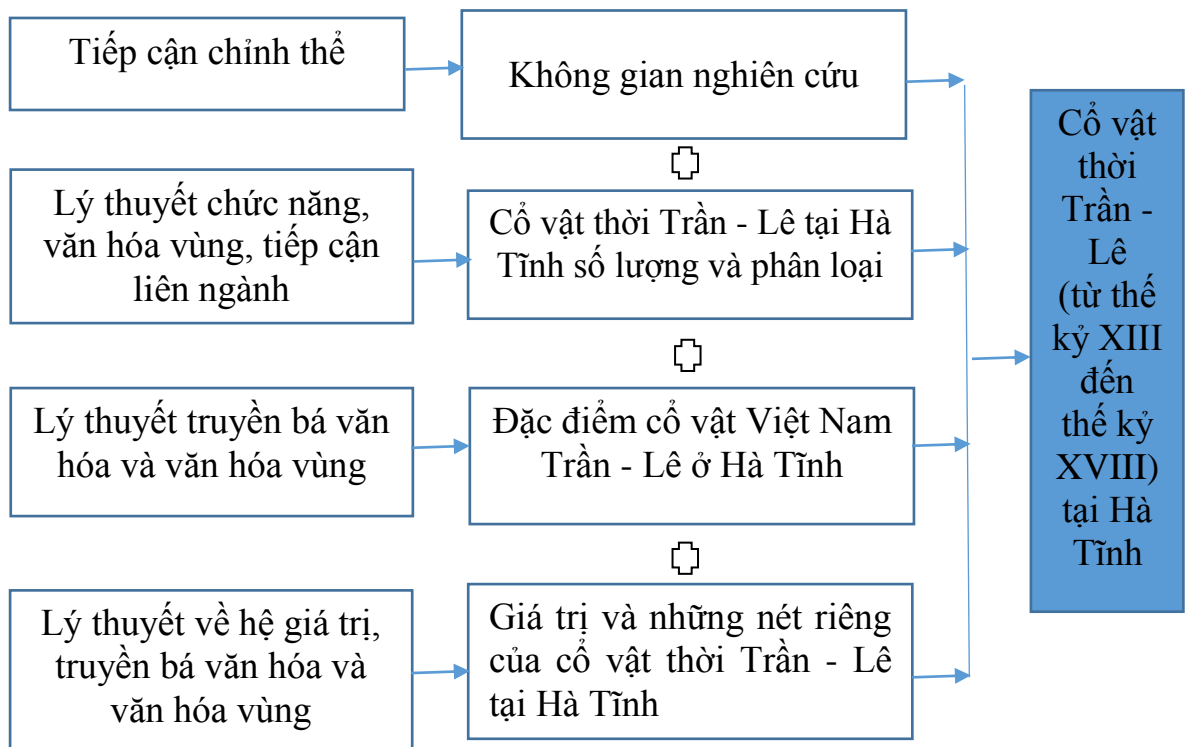 Tiếp cận chỉnh thể
Không gian nghiên cứu
Lý thuyết chức năng,
văn hóa vùng, tiếp cận
liên ngành
Cổ vật thời Trần - Lê tại Hà
Tĩnh số lượng và phân loại
Lý thuyết truyền bá văn
hóa và văn hóa vùng
Đặc điểm cổ vật Việt Nam
Trần - Lê ở Hà Tĩnh
Lý thuyết về hệ giá trị,
truyền bá văn hóa và
văn hóa vùng
Giá trị và những nét riêng
của cổ vật thời Trần - Lê
tại Hà Tĩnh
Cổ vật
thời
Trần -
Lê
(từ thế
kỷ XIII
đến
thế kỷ
XVIII)
tại Hà
Tĩnh